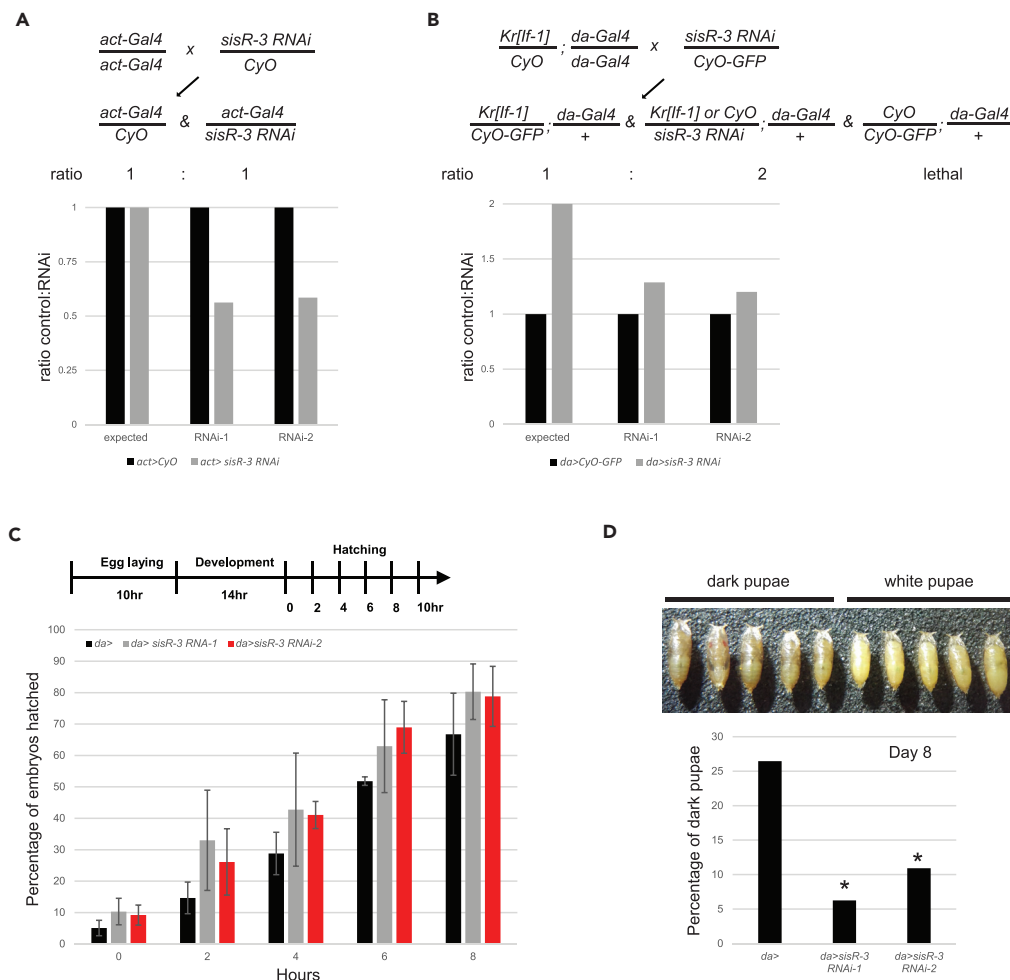 A
act-Gal4 x sisR-3 RNAi
act-Gal4 CyO
act-Gal4 & act-Gal4
CyO sisR-3 RNAi
ratio 1 : 1
1
0.75
0.5
0.25
0
ratio control:RNAi
expected RNAi-1 RNAi-2
act>CyO act> sisR-3 RNAi
B
Kr[If-1] ; da-Gal4 x sisR-3 RNAi
CyO da-Gal4 CyO-GFP
Kr[If-1] ; da-Gal4 & Kr[If-1] or CyO ; da-Gal4 & CyO ; da-Gal4
CyO-GFP + sisR-3 RNAi + CyO-GFP +
ratio 1 : 2 lethal
2
1.5
1
0.5
0
ratio control:RNAi
expected RNAi-1 RNAi-2
da>CyO-GFP da>sisR-3 RNAi
C
Hatching
Egg laying Development
10hr 14hr
0 2 4 6 8 10hr
100
90
80
70
60
50
40
30
20
10
0
Percentage of embryos hatched
da> da> sisR-3 RNA-1 da>sisR-3 RNAi-2
0 2 4 6 8
Hours
D
dark pupae white pupae
30
25
20
15
10
5
0
Percentage of dark pupae
Day 8
* *
da> da>sisR-3 da>sisR-3
RNAi-1 RNAi-2